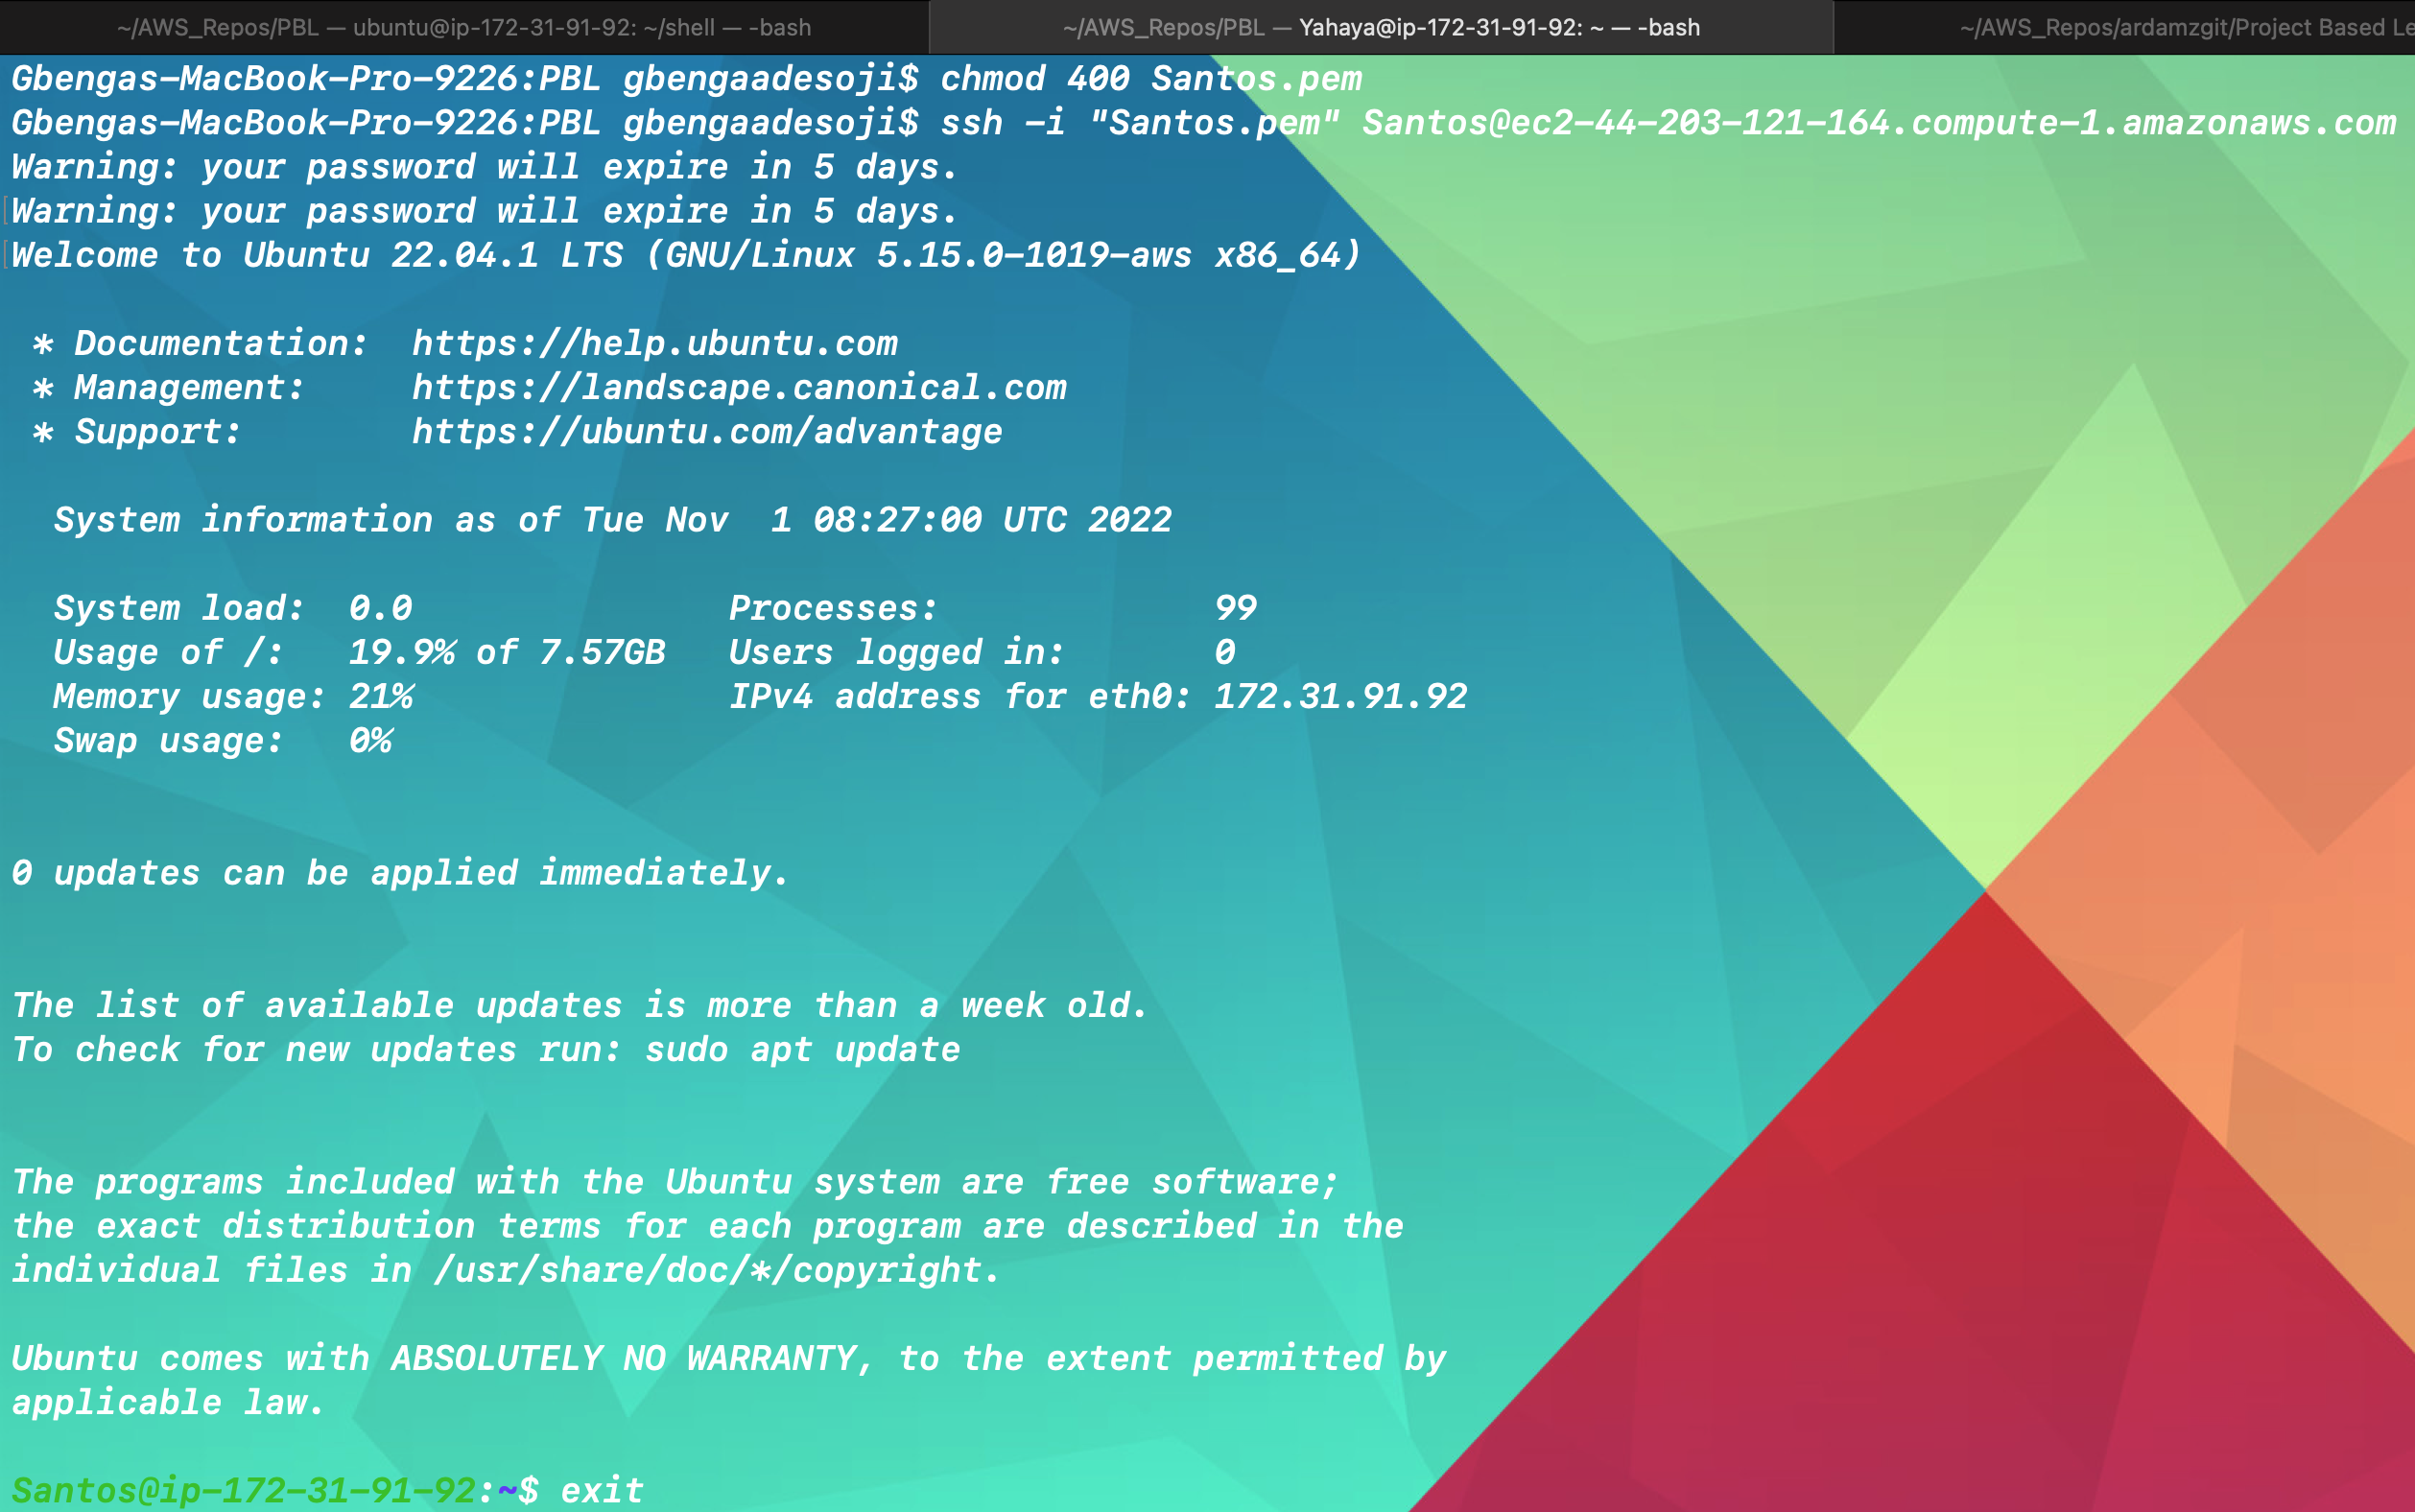 ~/AWS_Repos/PBL — ubuntu@ip-172-31-91-92: ~/shell — -bash
~/AWS_Repos/PBL — Yahaya@ip-172-31-91-92: ~ — -bash
~/AWS_Repos/ardamzgit/Project Based Le
Gbengas-MacBook-Pro-9226:PBL gbengaadesoji$ chmod 400 Santos.pem
Gbengas-MacBook-Pro-9226:PBL gbengaadesoji$ ssh -i "Santos.pem" Santos@ec2-44-203-121-164.compute-1.amazonaws.com
Warning: your password will expire in 5 days.
Warning: your password will expire in 5 days.
Welcome to Ubuntu 22.04.1 LTS (GNU/Linux 5.15.0-1019-aws x86_64)
* Documentation:  https://help.ubuntu.com
* Management:     https://landscape.canonical.com
* Support:        https://ubuntu.com/advantage
System information as of Tue Nov  1 08:27:00 UTC 2022
System load:  0.0               Processes:             99
Usage of /:   19.9% of 7.57GB   Users logged in:       0
Memory usage: 21%               IPv4 address for eth0: 172.31.91.92
Swap usage:   0%
0 updates can be applied immediately.
The list of available updates is more than a week old.
To check for new updates run: sudo apt update
The programs included with the Ubuntu system are free software;
the exact distribution terms for each program are described in the
individual files in /usr/share/doc/*/copyright.
Ubuntu comes with ABSOLUTELY NO WARRANTY, to the extent permitted by
applicable law.
Santos@ip-172-31-91-92:~$ exit